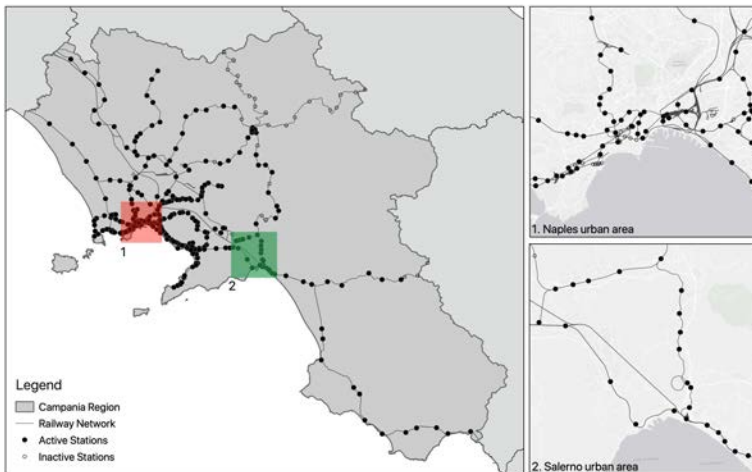 1
2
Legend
Campania Region
Railway Network
Active Stations
Inactive Stations
1. Naples urban area
2. Salerno urban area